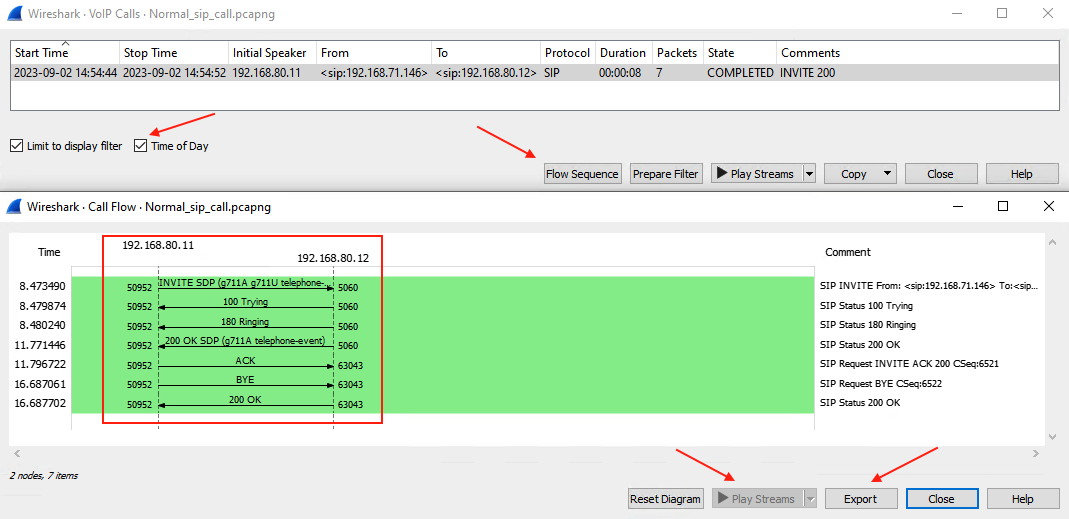 Wireshark · VoIP Calls · Normal_sip_call.pcapng
Start Time Stop Time Initial Speaker From To Protocol Duration Packets State Comments
2023-09-02 14:54:44 2023-09-02 14:54:52 192.168.80.11 <sip:192.168.71.146> <sip:192.168.80.12> SIP 00:00:08 7 COMPLETED INVITE 200
Limit to display filter Time of Day
Flow Sequence Prepare Filter Play Streams Copy Close Help
Wireshark · Call Flow · Normal_sip_call.pcapng
192.168.80.11
Time 192.168.80.12 Comment
8.473490 50952 INVITE SDP (g711A g711U telephone-... 5060 SIP INVITE From: <sip:192.168.71.146> To:<sip...
8.479874 50952 100 Trying 5060 SIP Status 100 Trying
8.480240 50952 180 Ringing 5060 SIP Status 180 Ringing
11.771446 50952 200 OK SDP (g711A telephone-event) 5060 SIP Status 200 OK
11.796722 50952 ACK 63043 SIP Request INVITE ACK 200 CSeq:6521
16.687061 50952 BYE 63043 SIP Request BYE CSeq:6522
16.687702 50952 200 OK 63043 SIP Status 200 OK
2 nodes, 7 items
Reset Diagram Play Streams Export Close Help